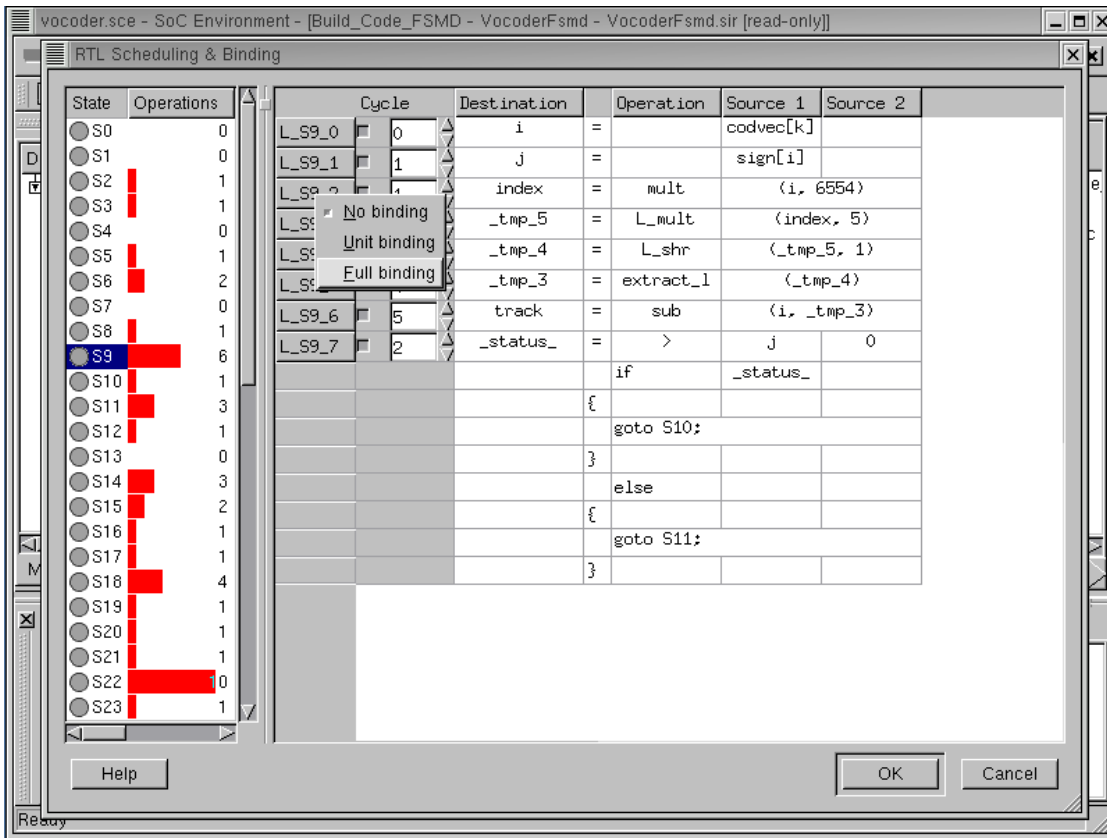 vocoder.sce - SoC Environment - [Build_Code_FSMD - VocoderFsmd - VocoderFsmd.sir [read-only]]
RTL Scheduling & Binding
State Operations Cycle Destination Operation Source 1 Source 2
S0 0
S1 0
S2 1
S3 1
S4 0
S5 1
S6 2
S7 0
S8 1
S9 6
S10 1
S11 3
S12 1
S13 0
S14 3
S15 2
S16 1
S17 1
S18 4
S19 1
S20 1
S21 1
S22 10
S23 1
L_S9_0 0 i = codvec[k]
L_S9_1 1 j = sign[i]
index = mult (i, 6554)
_tmp_5 = L_mult (index, 5)
_tmp_4 = L_shr (_tmp_5, 1)
_tmp_3 = extract_l (_tmp_4)
L_S9_6 5 track = sub (i, _tmp_3)
L_S9_7 2 _status_ = > j 0
if _status_
{
goto S10;
}
else
{
goto S11;
}
No binding
Unit binding
Full binding
Help OK Cancel
Ready